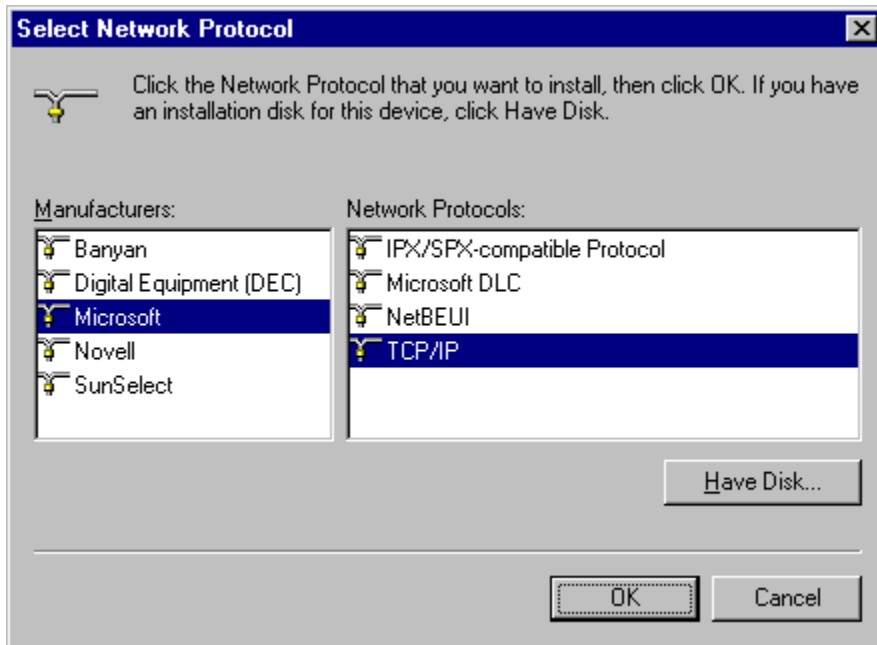 Select Network Protocol
Click the Network Protocol that you want to install, then click OK. If you have
an installation disk for this device, click Have Disk.
Manufacturers:
Banyan
Digital Equipment (DEC)
Microsoft
Novell
SunSelect
Network Protocols:
IPX/SPX-compatible Protocol
Microsoft DLC
NetBEUI
TCP/IP
Have Disk...
OK
Cancel